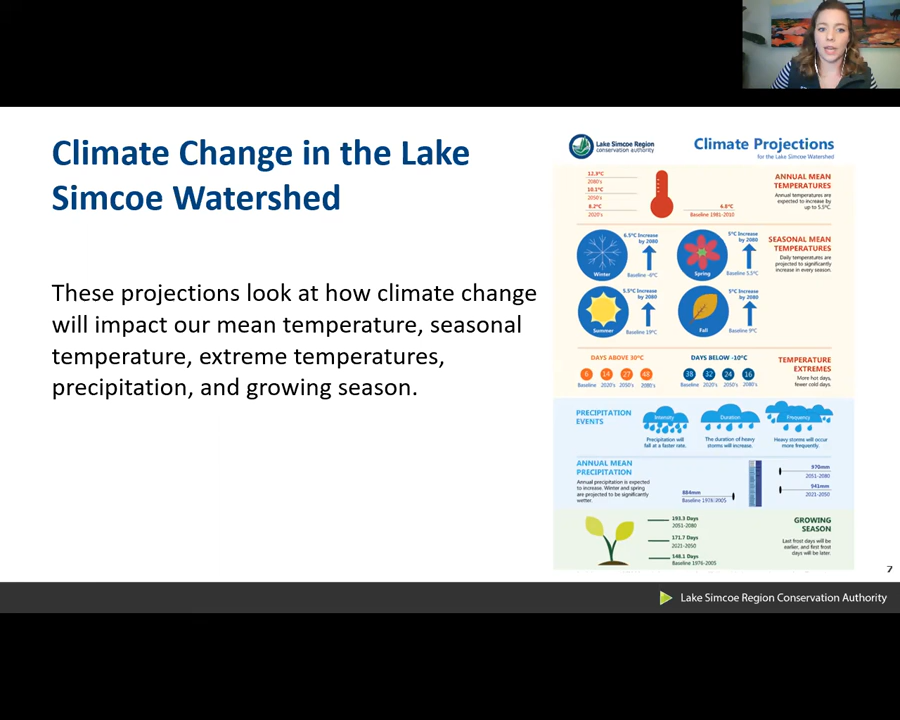 Climate Change in the Lake
Simcoe Watershed
These projections look at how climate change
will impact our mean temperature, seasonal
temperature, extreme temperatures,
precipitation, and growing season.
Lake Simcoe Region
conservation authority
Climate Projections
for the Lake Simcoe Watershed
12.9°C
2080's
10.1°C
2050's
8.2°C
2020's
6.8°C
Baseline 1981-2010
ANNUAL MEAN
TEMPERATURES
Annual temperatures are
expected to increase by
up to 5.5°C.
Winter
6.5°C Increase
by 2080
Baseline -6°C
Spring
5°C Increase
by 2080
Baseline 5.5°C
SEASONAL MEAN
TEMPERATURES
Daily temperatures are
projected to significantly
increase in every season.
Summer
5.5°C Increase
by 2080
Baseline 19°C
Fall
5°C Increase
by 2080
Baseline 9°C
DAYS ABOVE 30°C
6 14 27 48
Baseline 2020's 2050's 2080's
DAYS BELOW -10°C
38 32 24 16
Baseline 2020's 2050's 2080's
TEMPERATURE
EXTREMES
More hot days,
fewer cold days.
PRECIPITATION
EVENTS
Intensity
Precipitation will
fall at a faster rate.
Duration
The duration of heavy
storms will increase.
Frequency
Heavy storms will occur
more frequently.
ANNUAL MEAN
PRECIPITATION
Annual precipitation is expected
to increase. Winter and spring
are projected to be significantly
wetter.
884mm
Baseline 1976-2005
970mm
2051-2080
941mm
2021-2050
193.3 Days
2051-2080
171.7 Days
2021-2050
148.1 Days
Baseline 1976-2005
GROWING
SEASON
Last frost days will be
earlier, and first frost
days will be later.
7
Lake Simcoe Region Conservation Authority